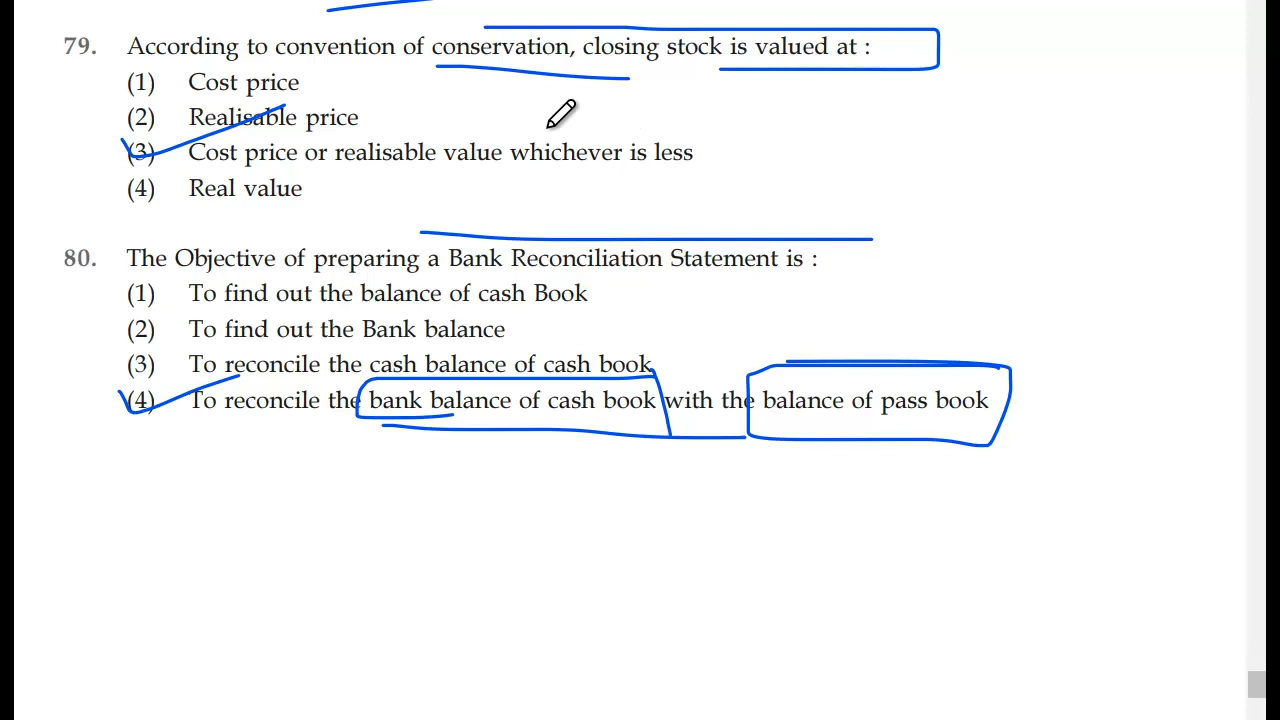 79. According to convention of conservation, closing stock is valued at :
(1) Cost price
(2) Realisable price
(3) Cost price or realisable value whichever is less
(4) Real value
80. The Objective of preparing a Bank Reconciliation Statement is :
(1) To find out the balance of cash Book
(2) To find out the Bank balance
(3) To reconcile the cash balance of cash book
(4) To reconcile the bank balance of cash book with the balance of pass book